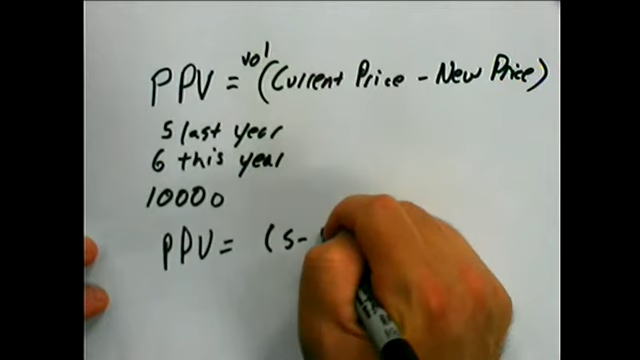 PPV = vol (Current Price - New Price)
5 last year
6 this year
10000
PPV = (5-